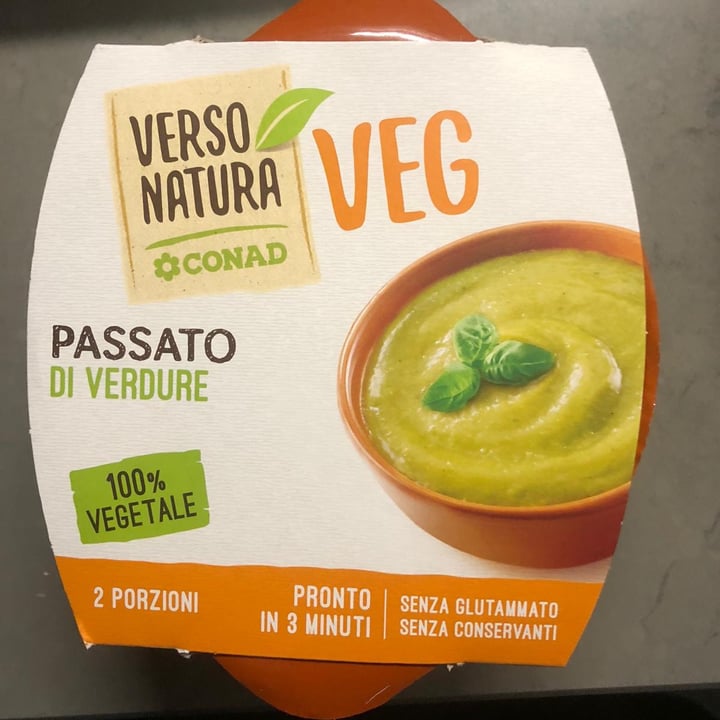 VERSO
NATURA
CONAD
VEG
PASSATO
DI VERDURE
100%
VEGETALE
2 PORZIONI
PRONTO
IN 3 MINUTI
SENZA GLUTAMMATO
SENZA CONSERVANTI